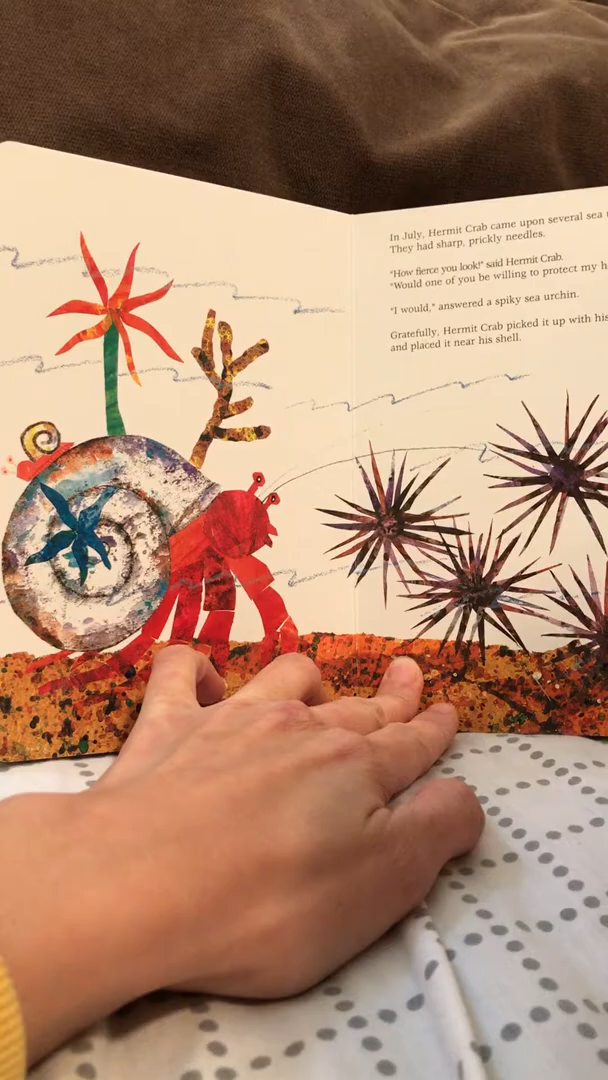 In July, Hermit Crab came upon several sea
They had sharp, prickly needles.
"How fierce you look!" said Hermit Crab.
"Would one of you be willing to protect my
"I would," answered a spiky sea urchin.
Gratefully, Hermit Crab picked it up with his
and placed it near his shell.